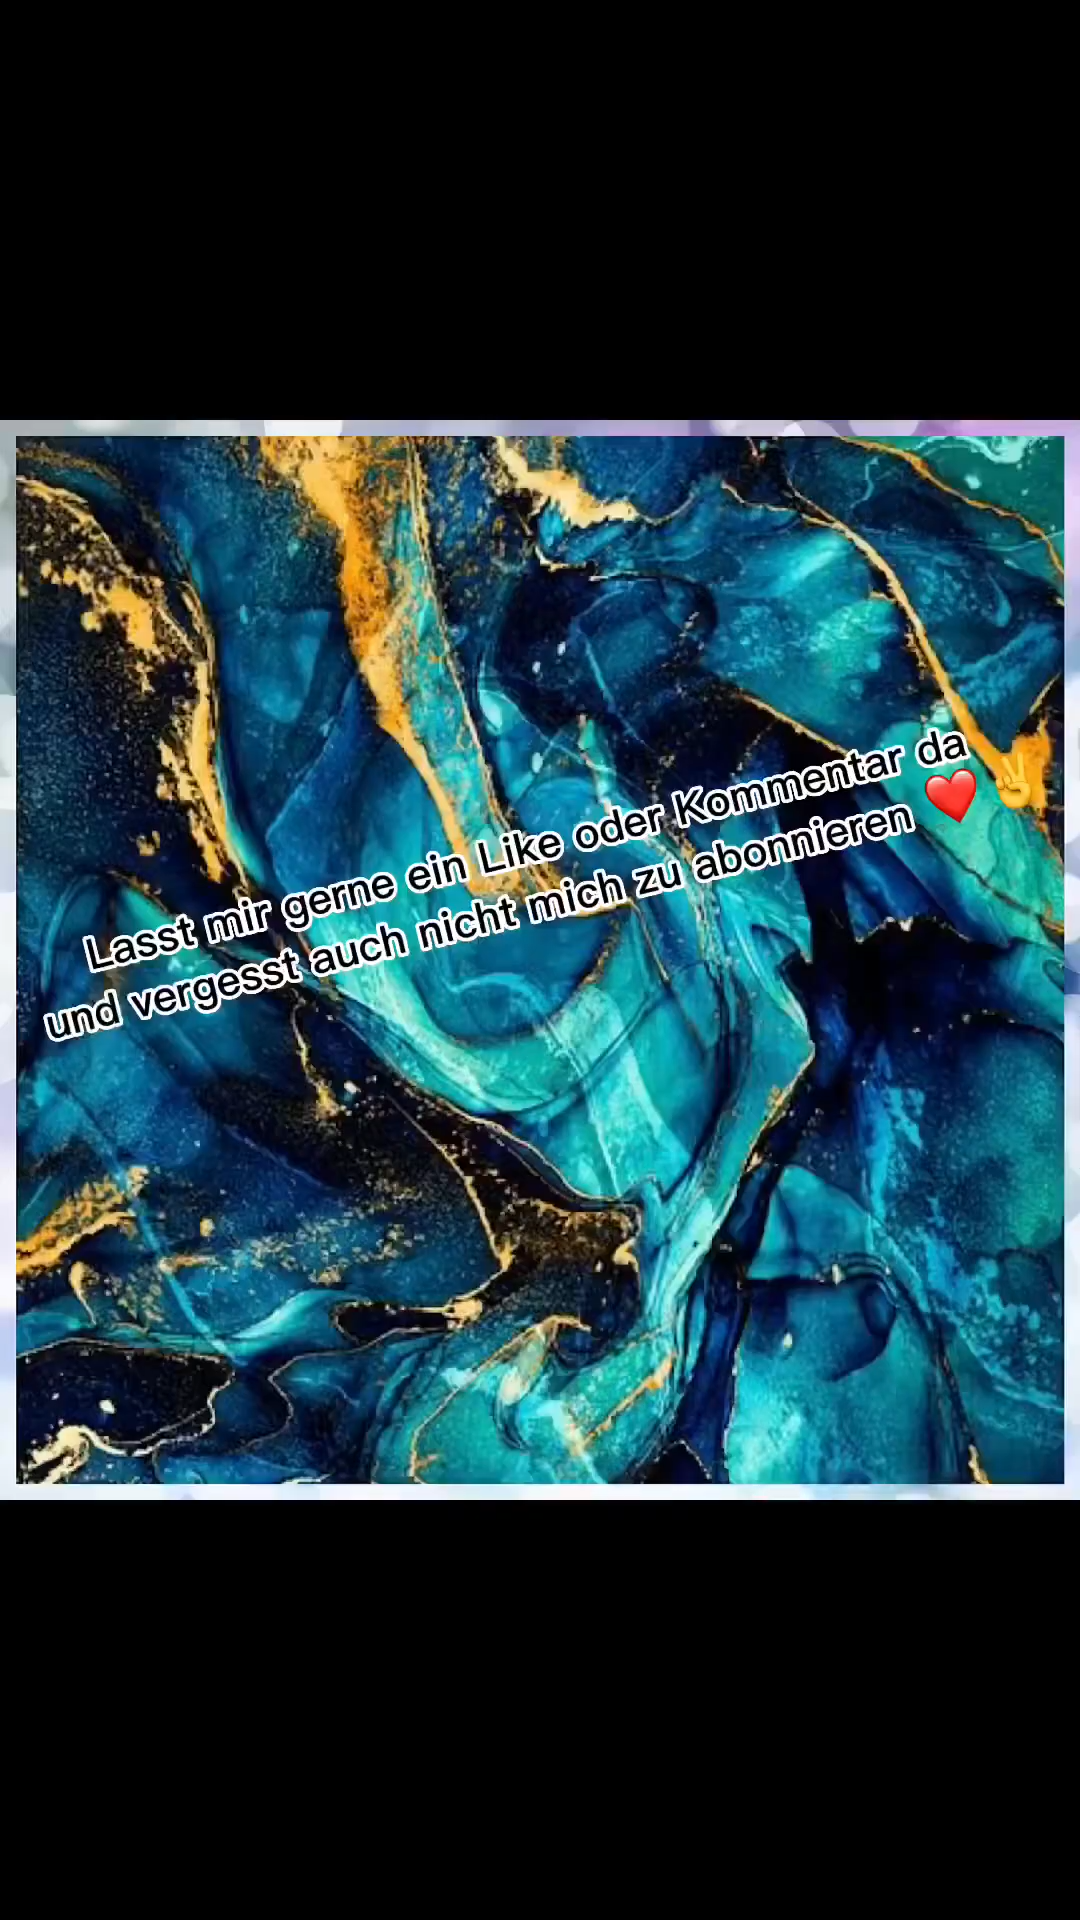 Lasst mir gerne ein Like oder Kommentar da
und vergesst auch nicht mich zu abonnieren ❤️ ✌️